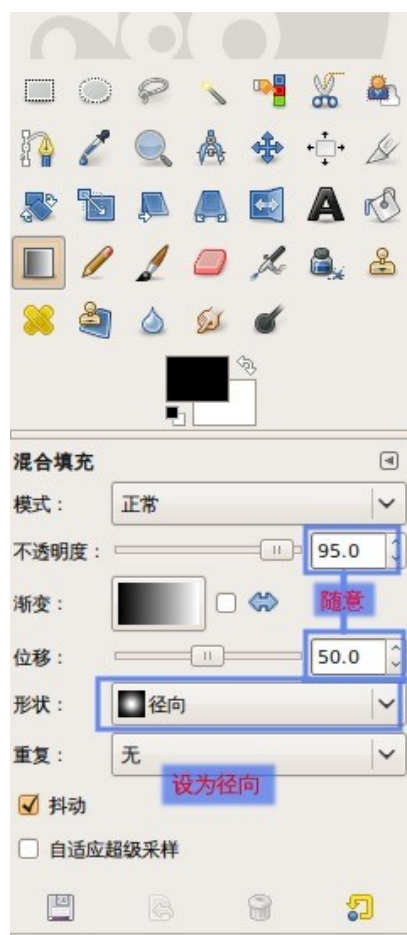 混合填充
模式： 正常
不透明度： 95.0
渐变： 随意
位移： 50.0
形状： 径向
重复： 无
设为径向
抖动
自适应超级采样